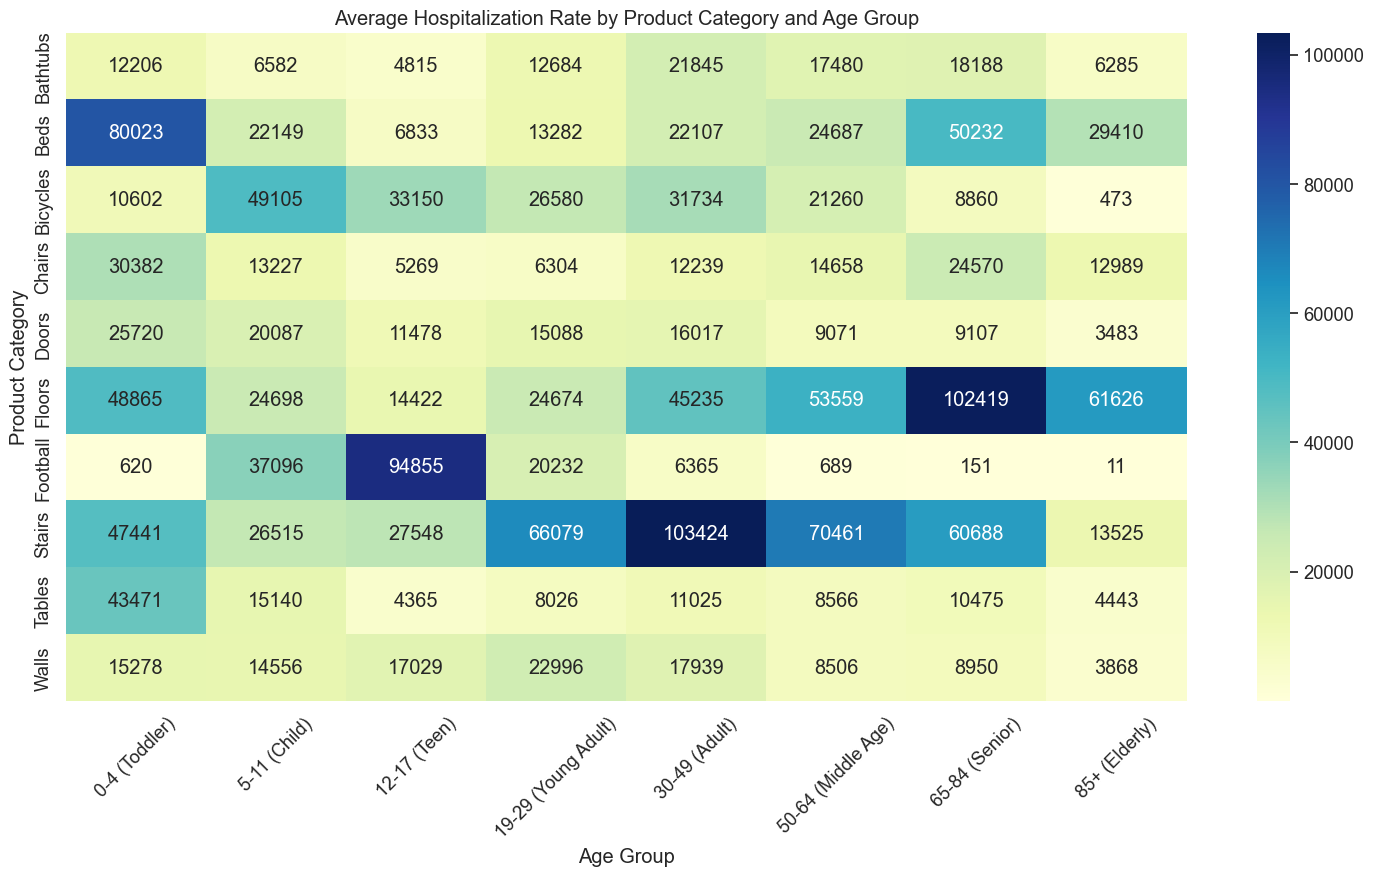 Average Hospitalization Rate by Product Category and Age Group
Product Category
Bathtubs 12206 6582 4815 12684 21845 17480 18188 6285
Beds 80023 22149 6833 13282 22107 24687 50232 29410
Bicycles 10602 49105 33150 26580 31734 21260 8860 473
Chairs 30382 13227 5269 6304 12239 14658 24570 12989
Doors 25720 20087 11478 15088 16017 9071 9107 3483
Floors 48865 24698 14422 24674 45235 53559 102419 61626
Football 620 37096 94855 20232 6365 689 151 11
Stairs 47441 26515 27548 66079 103424 70461 60688 13525
Tables 43471 15140 4365 8026 11025 8566 10475 4443
Walls 15278 14556 17029 22996 17939 8506 8950 3868
0-4 (Toddler) 5-11 (Child) 12-17 (Teen) 19-29 (Young Adult) 30-49 (Adult) 50-64 (Middle Age) 65-84 (Senior) 85+ (Elderly)
Age Group
100000
80000
60000
40000
20000